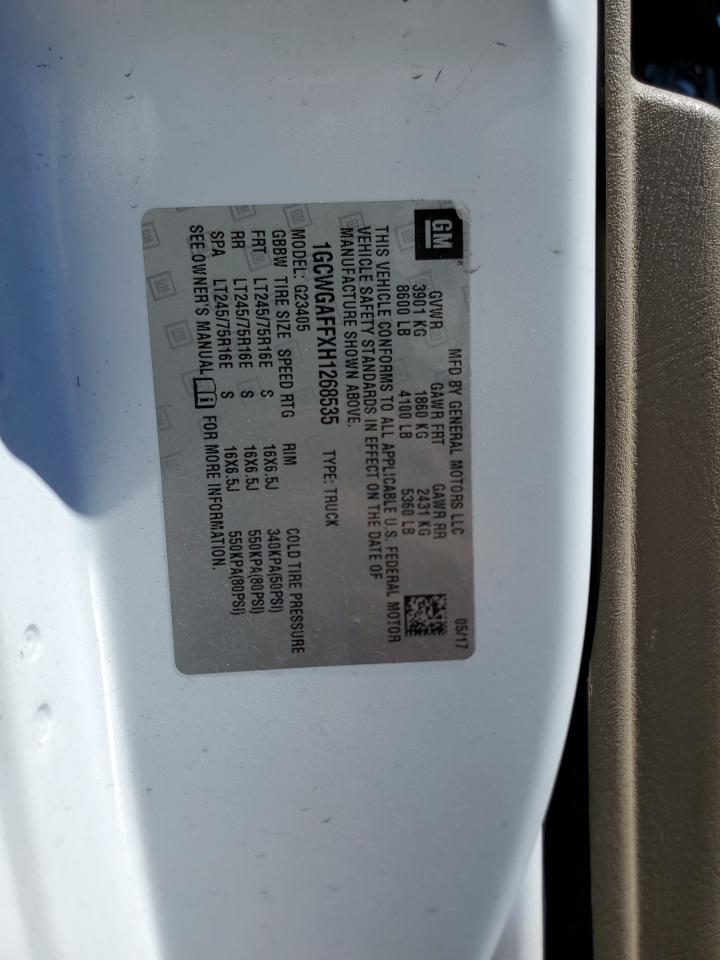 GM
MFD BY GENERAL MOTORS LLC 05/17
GVWR GAWR FRT GAWR RR
3901 KG 1860 KG 2431 KG
8600 LB 4100 LB 5360 LB
THIS VEHICLE CONFORMS TO ALL APPLICABLE U.S. FEDERAL MOTOR
VEHICLE SAFETY STANDARDS IN EFFECT ON THE DATE OF
MANUFACTURE SHOWN ABOVE.
1GCWGAFFXH1268535 TYPE: TRUCK
MODEL: G23405
GBBW TIRE SIZE SPEED RTG RIM COLD TIRE PRESSURE
FRT LT245/75R16E S 16X6.5J 340KPA(50PSI)
RR LT245/75R16E S 16X6.5J 550KPA(80PSI)
SPA LT245/75R16E S 16X6.5J 550KPA(80PSI)
SEE OWNER'S MANUAL i FOR MORE INFORMATION.